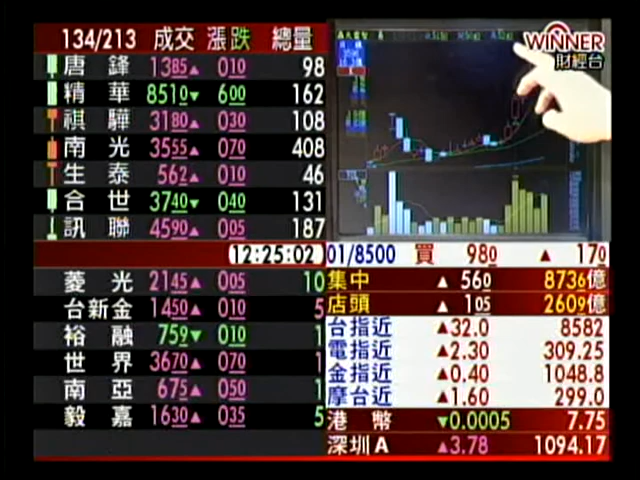 134/213 成交 漲跌 總量
唐鋒 1385▲ 010 98
精華 8510▼ 600 162
祺驊 3180▲ 030 108
南光 3555▲ 070 408
生泰 562▲ 010 46
合世 3740▼ 040 131
訊聯 4590▲ 005 187
WINNER
財經台
12:25:02
01/8500 買 980 ▲ 170
菱光 2145▲ 005 10
台新金 1450▲ 010 5
裕融 759▼ 010 1
世界 3670▲ 070 1
南亞 675▲ 050 1
毅嘉 1630▲ 035 5
集中 ▲ 560 8736億
店頭 ▲ 105 2609億
台指近 ▲32.0 8582
電指近 ▲2.30 309.25
金指近 ▲0.40 1048.8
摩台近 ▲1.60 299.0
港幣 ▼0.0005 7.75
深圳A ▲3.78 1094.17